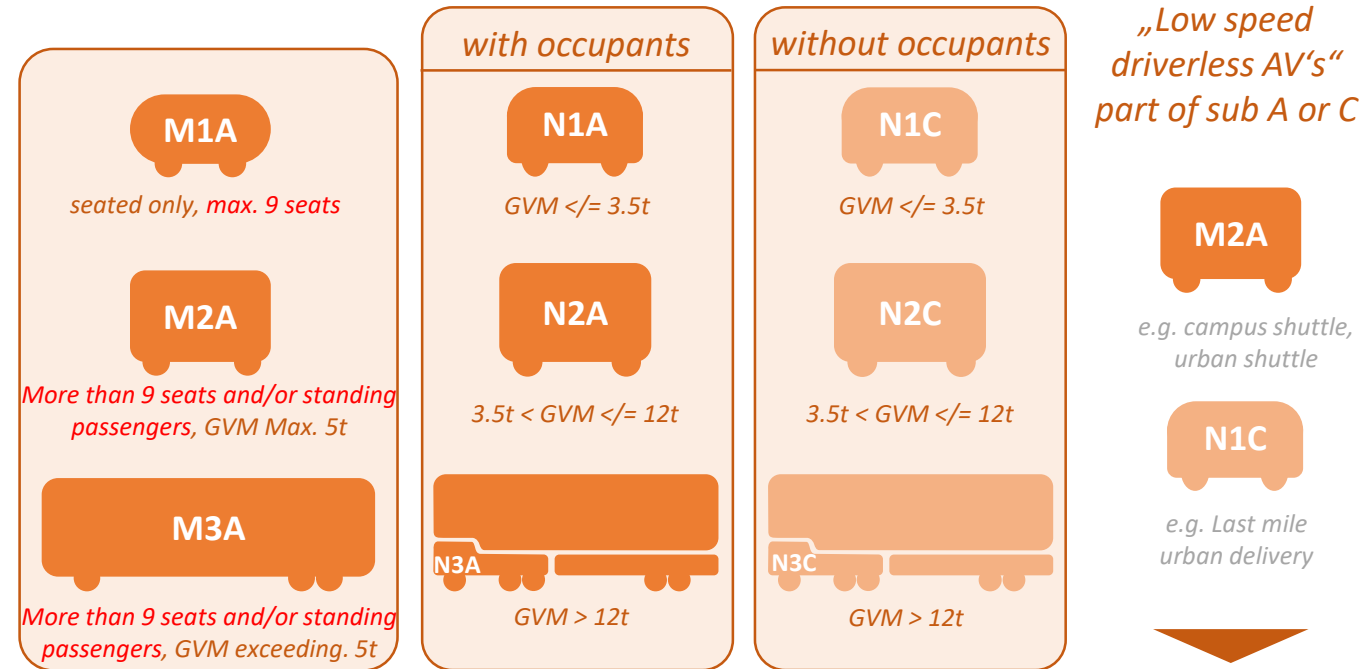 M1A
seated only, max. 9 seats
M2A
More than 9 seats and/or standing
passengers, GVM Max. 5t
M3A
More than 9 seats and/or standing
passengers, GVM exceeding. 5t
with occupants
N1A
GVM </= 3.5t
N2A
3.5t < GVM </= 12t
N3A
GVM > 12t
without occupants
N1C
GVM </= 3.5t
N2C
3.5t < GVM </= 12t
N3C
GVM > 12t
„Low speed
driverless AV‘s“
part of sub A or C
M2A
e.g. campus shuttle,
urban shuttle
N1C
e.g. Last mile
urban delivery